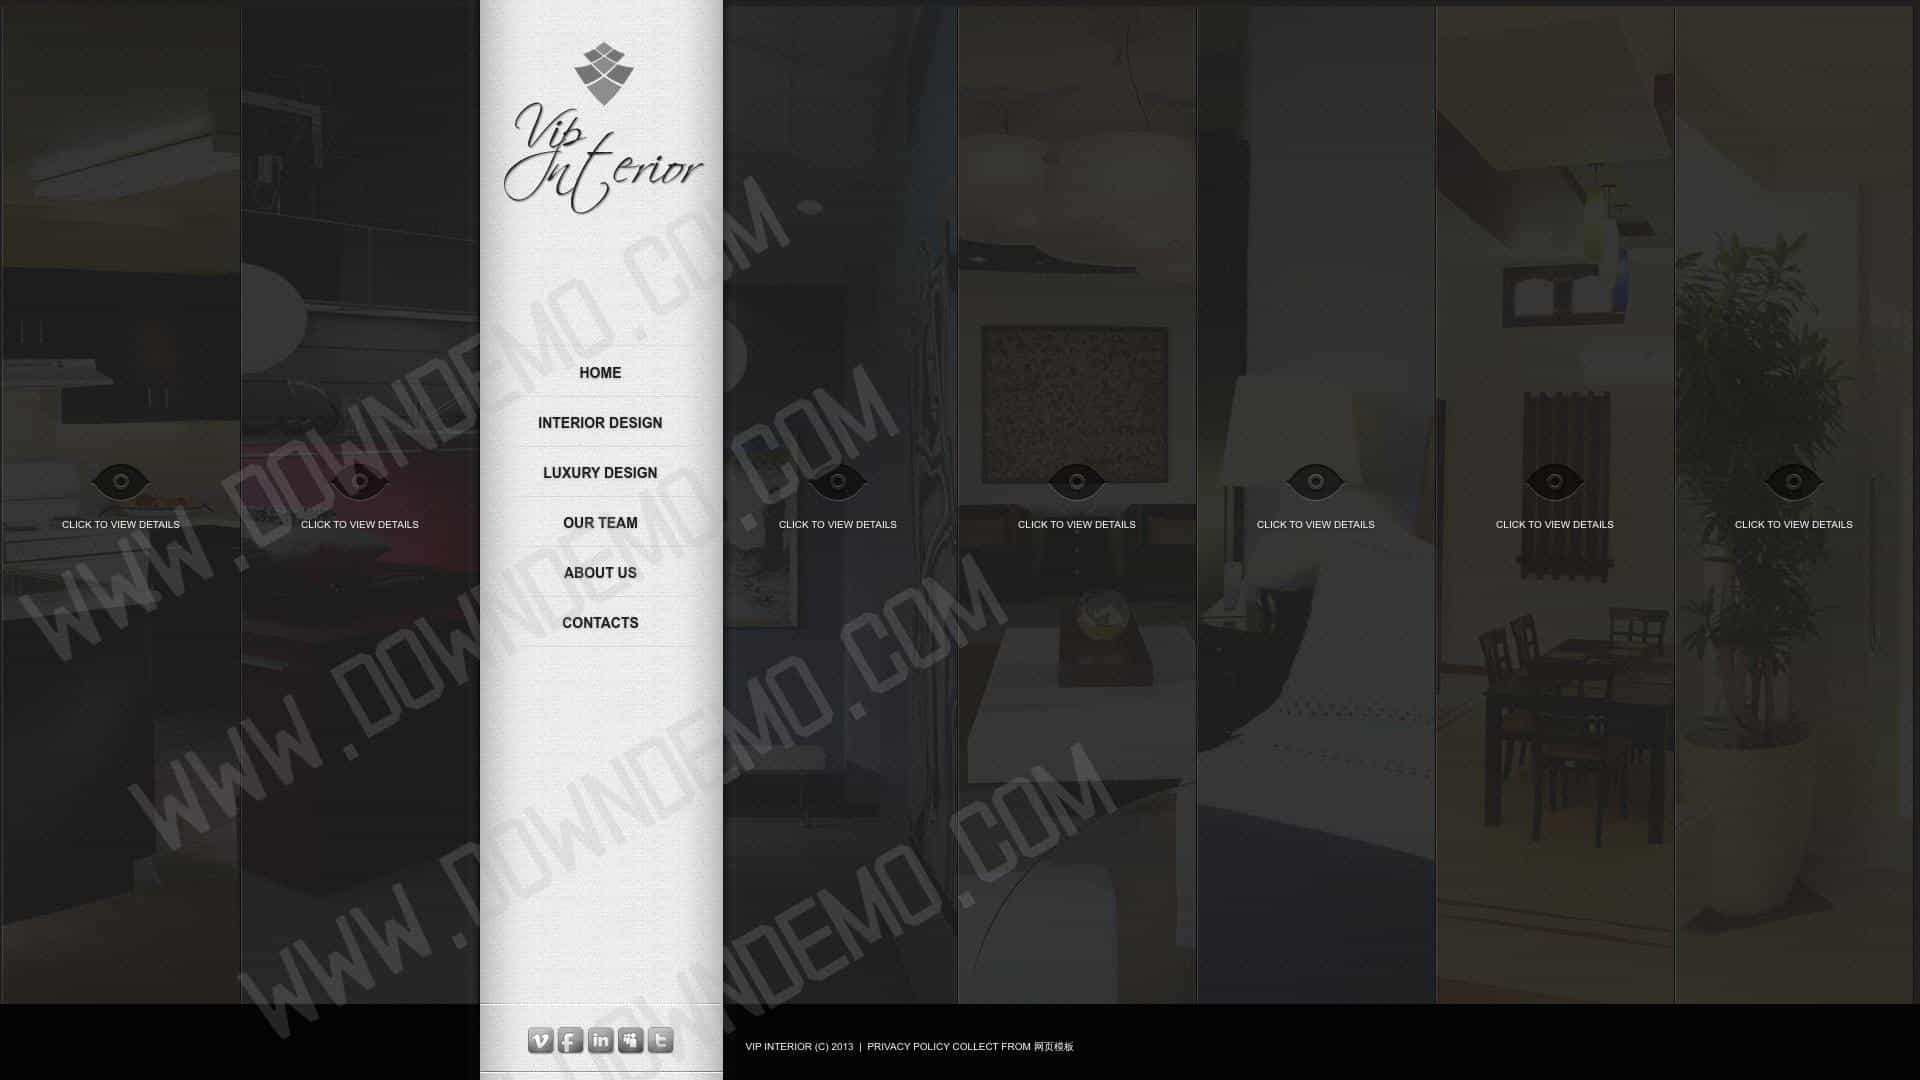 Vip
Interior
HOME
INTERIOR DESIGN
LUXURY DESIGN
OUR TEAM
ABOUT US
CONTACTS
CLICK TO VIEW DETAILS
CLICK TO VIEW DETAILS
CLICK TO VIEW DETAILS
CLICK TO VIEW DETAILS
CLICK TO VIEW DETAILS
CLICK TO VIEW DETAILS
CLICK TO VIEW DETAILS
WWW.DOWNDEMO.COM
WWW.DOWNDEMO.COM
WWW.DOWNDEMO.COM
DOWNDEMO.COM
VIP INTERIOR (C) 2013 | PRIVACY POLICY COLLECT FROM 网页模板